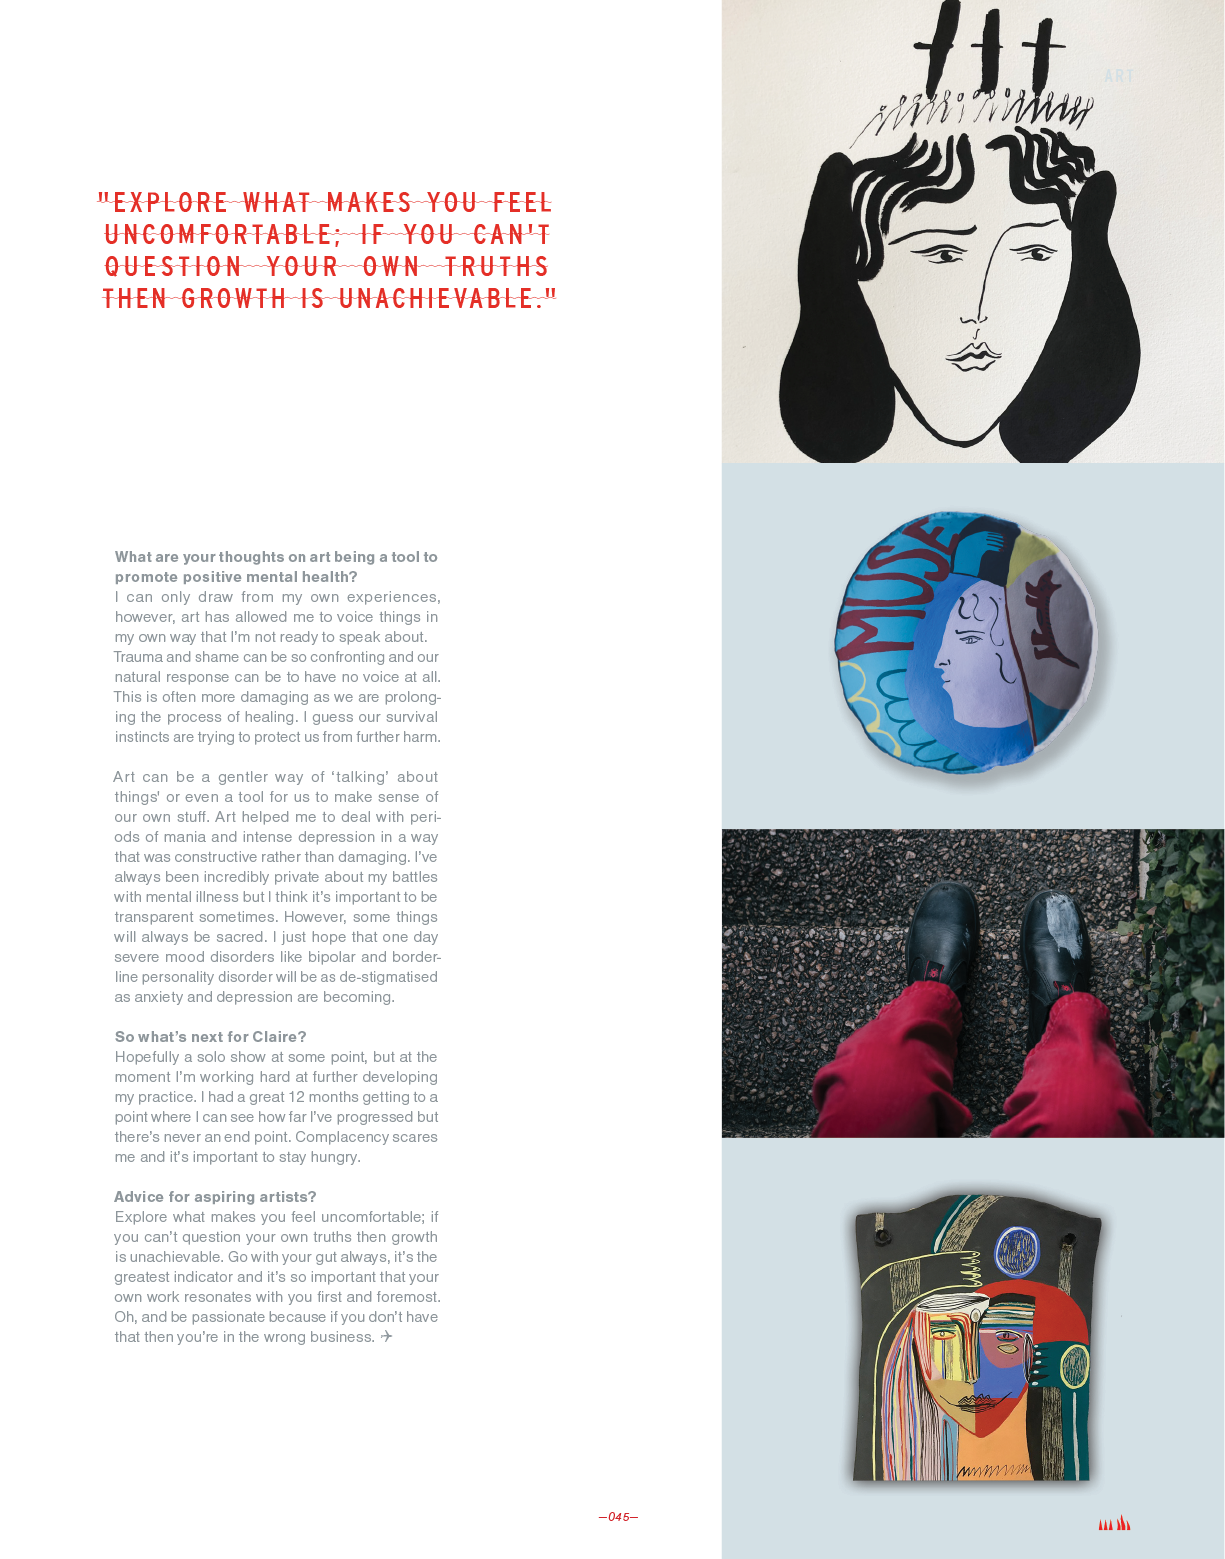 ART
"EXPLORE WHAT MAKES YOU FEEL
UNCOMFORTABLE; IF YOU CAN'T
QUESTION YOUR OWN TRUTHS
THEN GROWTH IS UNACHIEVABLE."
What are your thoughts on art being a tool to
promote positive mental health?
I can only draw from my own experiences,
however, art has allowed me to voice things in
my own way that I’m not ready to speak about.
Trauma and shame can be so confronting and our
natural response can be to have no voice at all.
This is often more damaging as we are prolong-
ing the process of healing. I guess our survival
instincts are trying to protect us from further harm.
Art can be a gentler way of ‘talking’ about
things' or even a tool for us to make sense of
our own stuff. Art helped me to deal with peri-
ods of mania and intense depression in a way
that was constructive rather than damaging. I’ve
always been incredibly private about my battles
with mental illness but I think it’s important to be
transparent sometimes. However, some things
will always be sacred. I just hope that one day
severe mood disorders like bipolar and border-
line personality disorder will be as de-stigmatised
as anxiety and depression are becoming.
So what’s next for Claire?
Hopefully a solo show at some point, but at the
moment I’m working hard at further developing
my practice. I had a great 12 months getting to a
point where I can see how far I’ve progressed but
there’s never an end point. Complacency scares
me and it’s important to stay hungry.
Advice for aspiring artists?
Explore what makes you feel uncomfortable; if
you can’t question your own truths then growth
is unachievable. Go with your gut always, it’s the
greatest indicator and it’s so important that your
own work resonates with you first and foremost.
Oh, and be passionate because if you don’t have
that then you’re in the wrong business.
MUSE
—045—